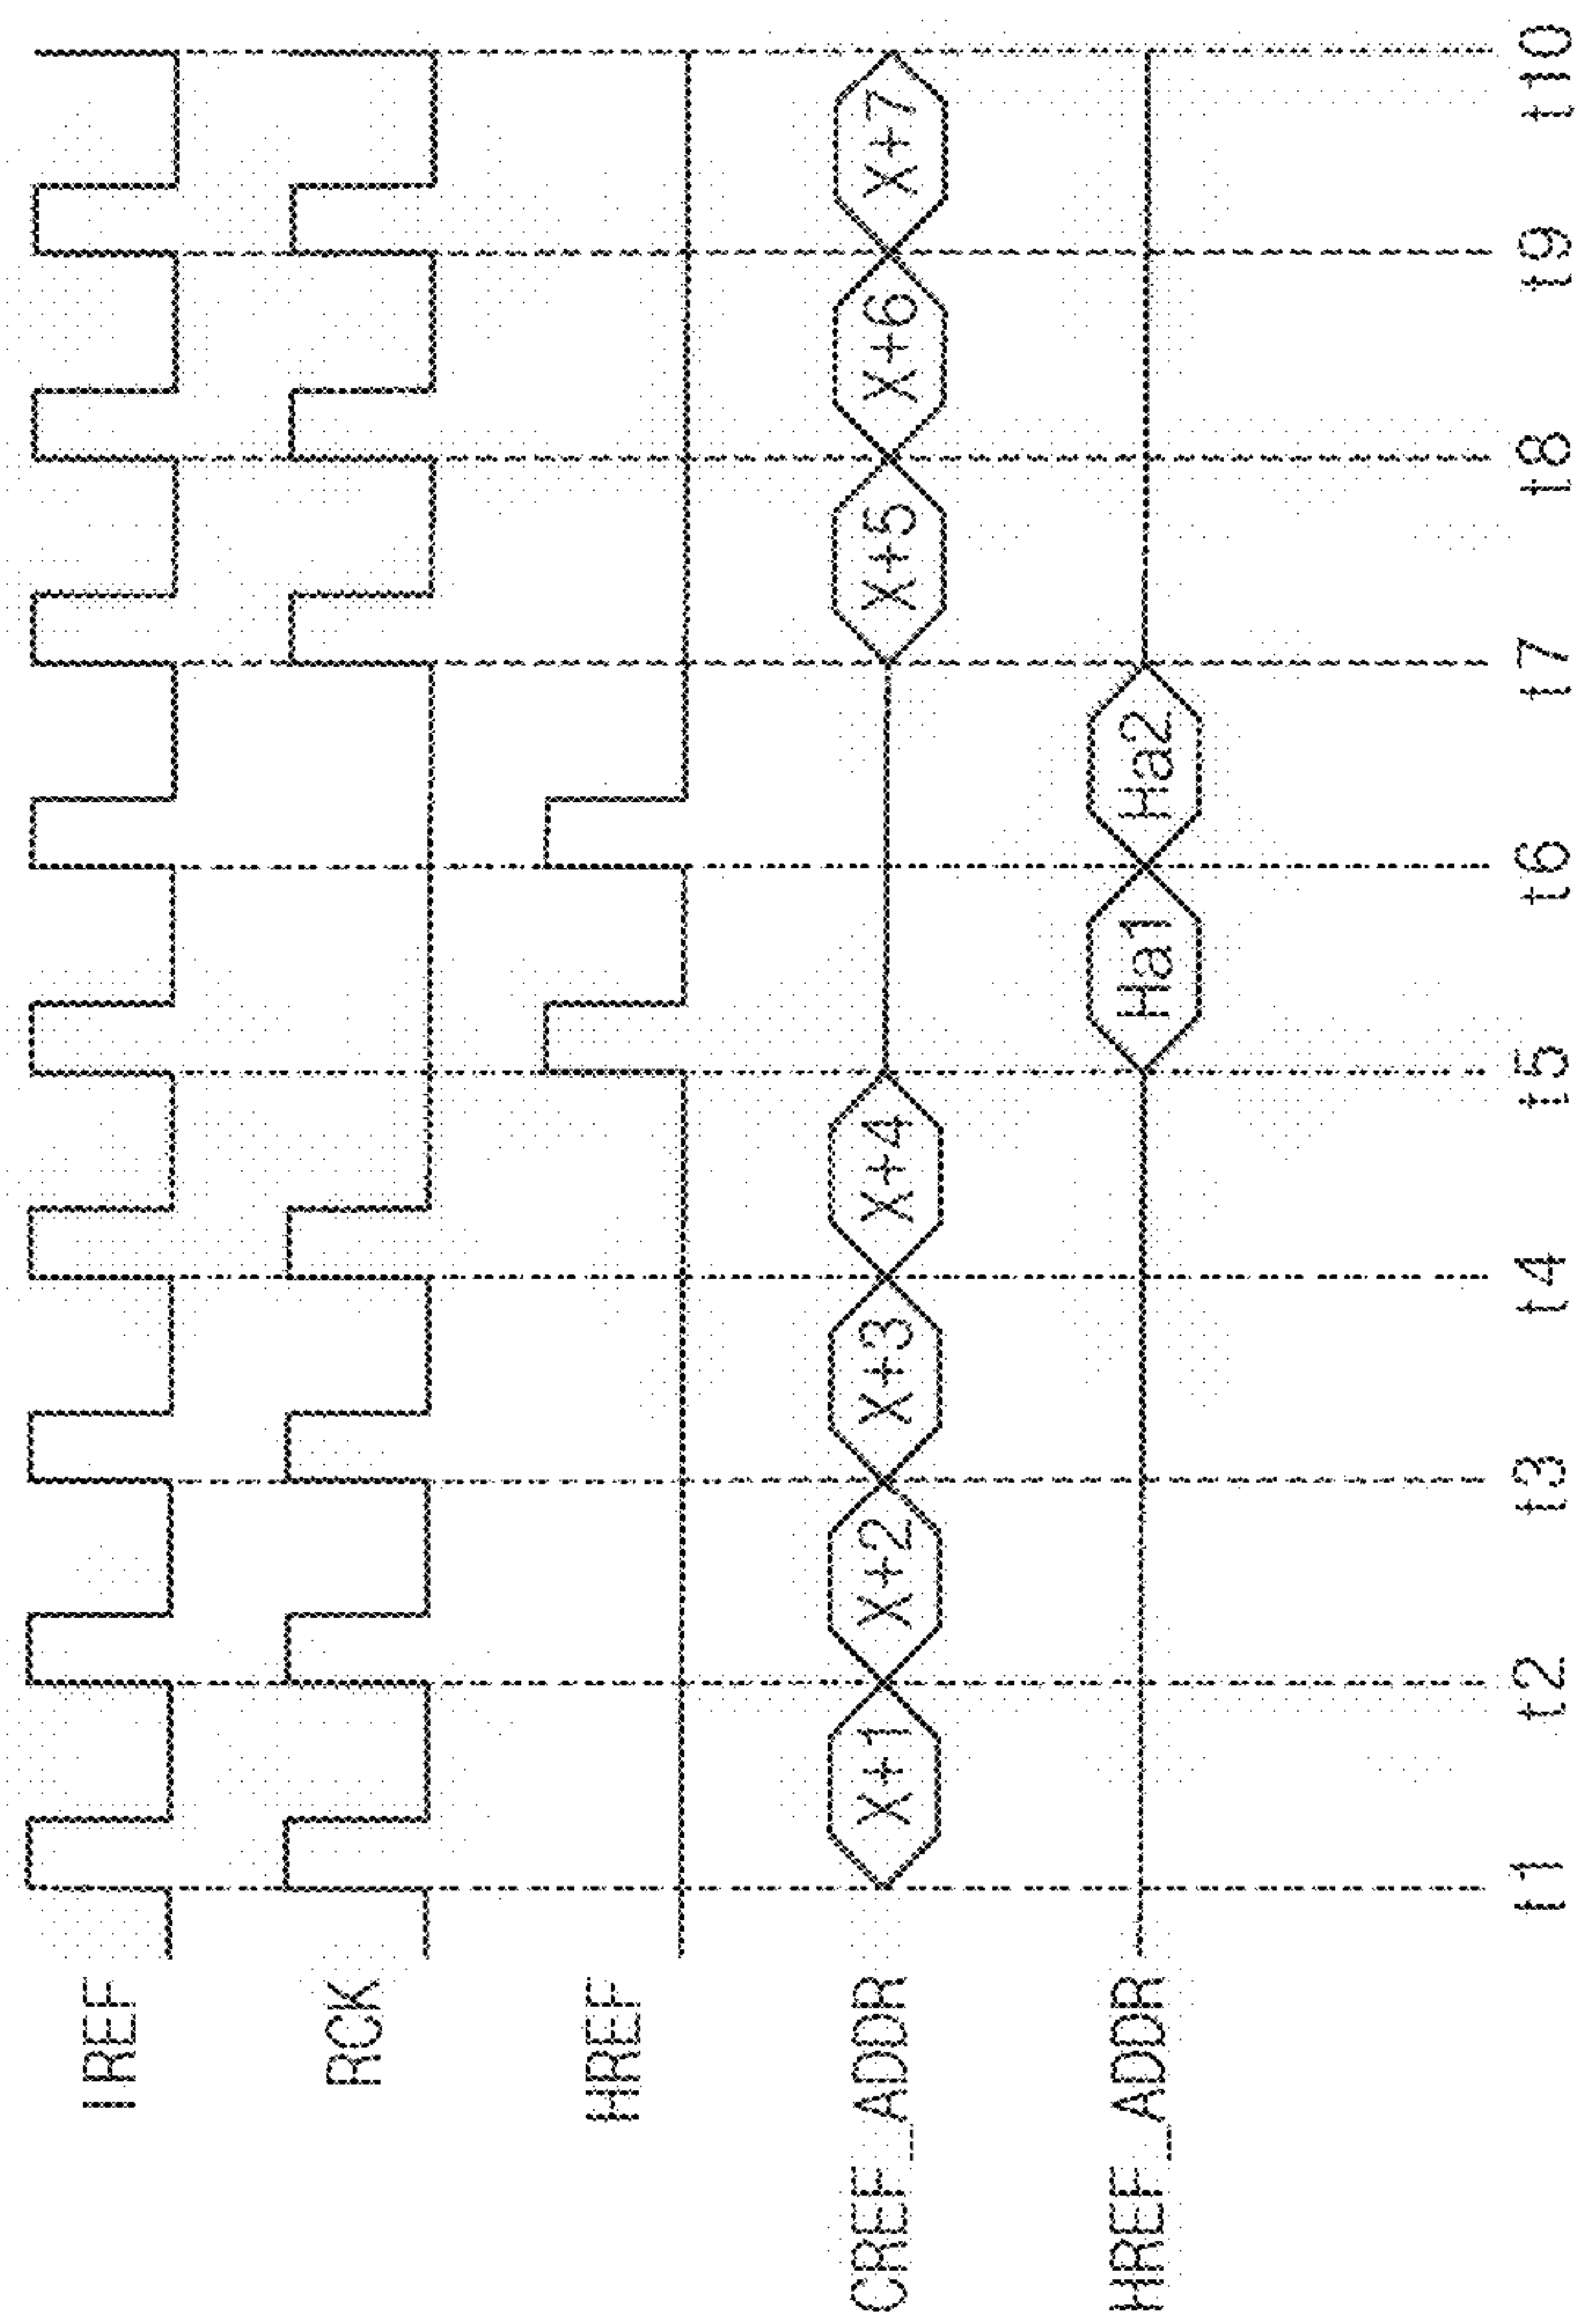 IREF
RCK
HREF
CREF_ADDR X+1 X+2 X+3 X+4 X+5 X+6 X+7
HREF_ADDR Ha1 Ha2
t1 t2 t3 t4 t5 t6 t7 t8 t9 t10